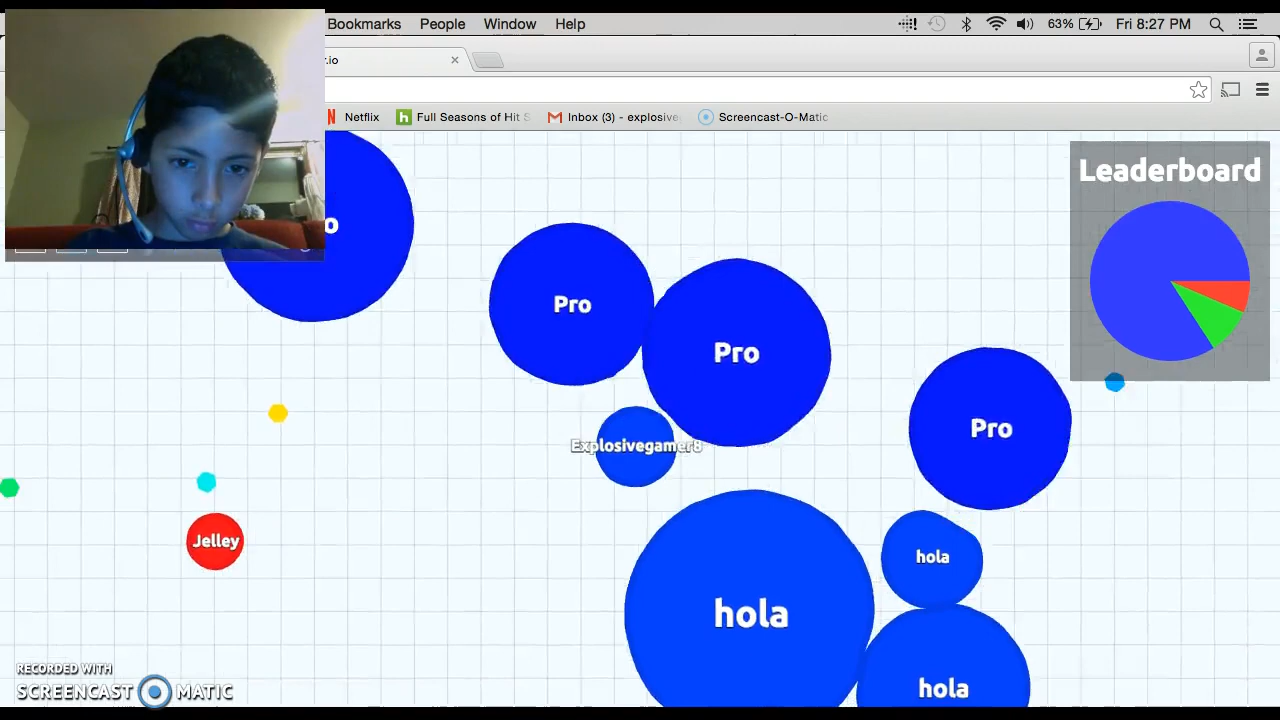 Bookmarks People Window Help 63% Fri 8:27 PM
r.io
Netflix h Full Seasons of Hit S Inbox (3) - explosive Screencast-O-Matic
Leaderboard
o
Pro
Pro
Explosivegamer8
Pro
Jelley
hola
hola
hola
RECORDED WITH
SCREENCAST MATIC